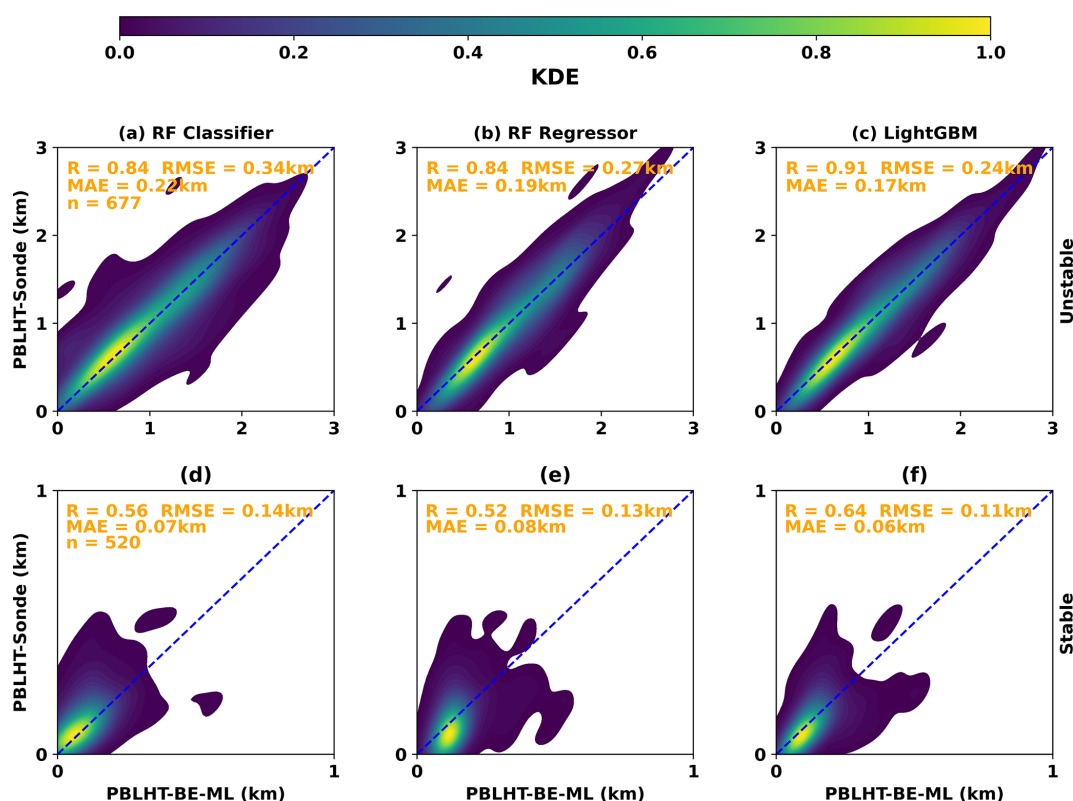 0.0 0.2 0.4 0.6 0.8 1.0
KDE
(a) RF Classifier
(b) RF Regressor
(c) LightGBM
PBLHT-Sonde (km)
3
2
1
0
R = 0.84 RMSE = 0.34km
MAE = 0.22km
n = 677
0 1 2 3
3
2
1
0
R = 0.84 RMSE = 0.27km
MAE = 0.19km
0 1 2 3
3
2
1
0
R = 0.91 RMSE = 0.24km
MAE = 0.17km
0 1 2 3
Unstable
(d)
(e)
(f)
PBLHT-Sonde (km)
1
0
R = 0.56 RMSE = 0.14km
MAE = 0.07km
n = 520
0 1
PBLHT-BE-ML (km)
1
0
R = 0.52 RMSE = 0.13km
MAE = 0.08km
0 1
PBLHT-BE-ML (km)
1
0
R = 0.64 RMSE = 0.11km
MAE = 0.06km
0 1
PBLHT-BE-ML (km)
Stable